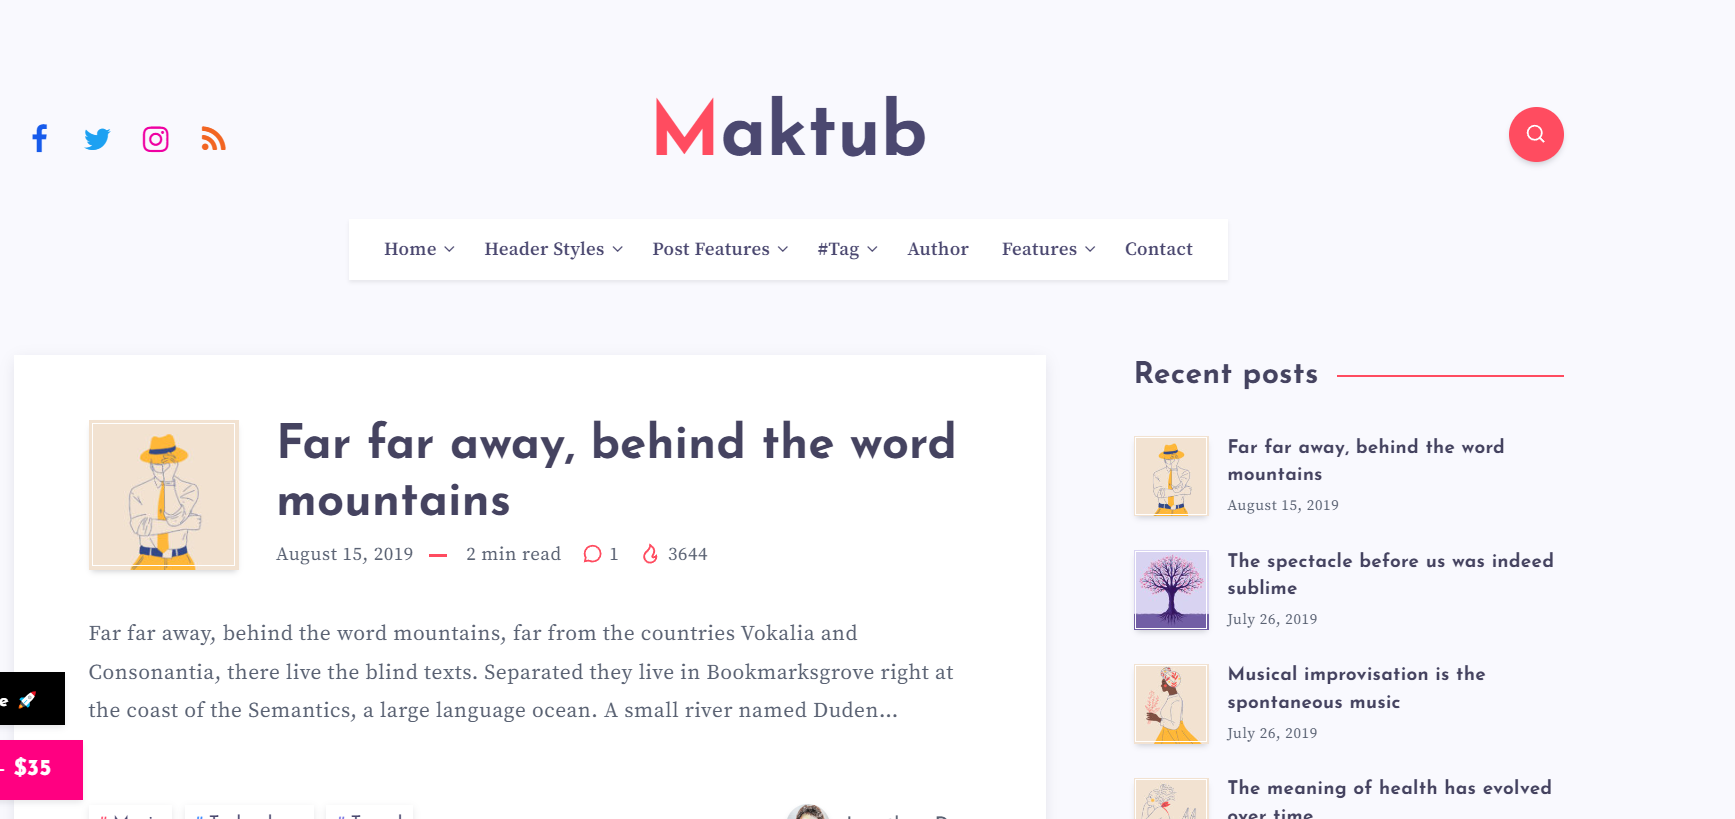 Maktub
Home
Header Styles
Post Features
#Tag
Author
Features
Contact
Far far away, behind the word
mountains
August 15, 2019
2 min read
1
3644
Far far away, behind the word mountains, far from the countries Vokalia and
Consonantia, there live the blind texts. Separated they live in Bookmarksgrove right at
the coast of the Semantics, a large language ocean. A small river named Duden...
- $35
Recent posts
Far far away, behind the word
mountains
August 15, 2019
The spectacle before us was indeed
sublime
July 26, 2019
Musical improvisation is the
spontaneous music
July 26, 2019
The meaning of health has evolved
over time